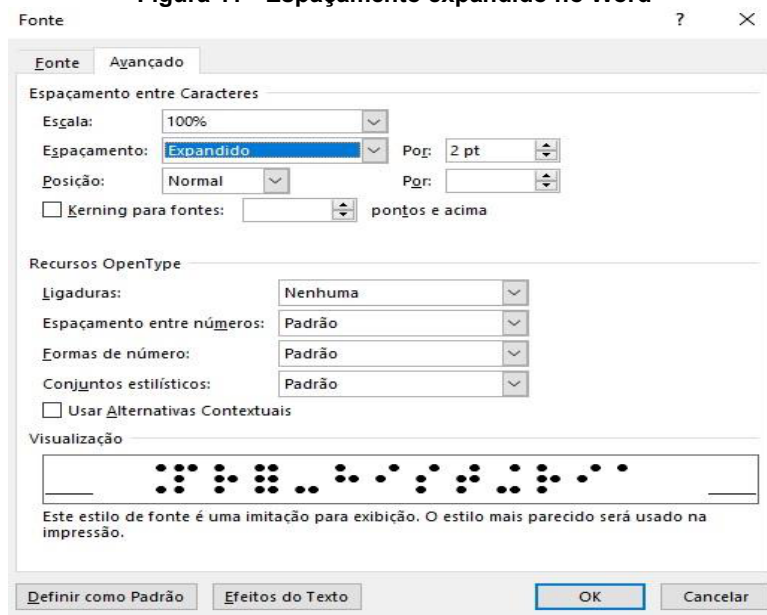 Figura 17 - Espaçamento expandido no Word
Fonte ? ×
Fonte Avançado
Espaçamento entre Caracteres
Escala: 100%
Espaçamento: Expandido Por: 2 pt
Posição: Normal Por:
Kerning para fontes: pontos e acima
Recursos OpenType
Ligaduras: Nenhuma
Espaçamento entre números: Padrão
Formas de número: Padrão
Conjuntos estilísticos: Padrão
Usar Alternativas Contextuais
Visualização
Este estilo de fonte é uma imitação para exibição. O estilo mais parecido será usado na
impressão.
Definir como Padrão Efeitos do Texto OK Cancelar